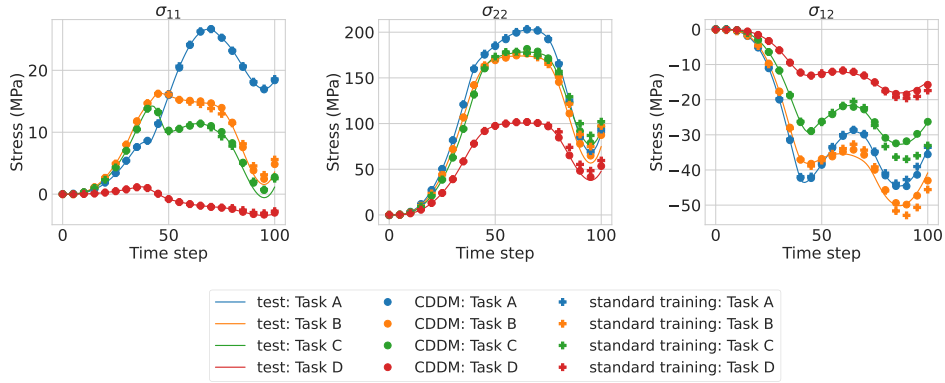 σ11
σ22
σ12
Stress (MPa)
20
10
0
0
50
100
Time step
Stress (MPa)
200
150
100
50
0
0
50
100
Time step
Stress (MPa)
0
−10
−20
−30
−40
−50
0
50
100
Time step
test: Task A
CDDM: Task A
standard training: Task A
test: Task B
CDDM: Task B
standard training: Task B
test: Task C
CDDM: Task C
standard training: Task C
test: Task D
CDDM: Task D
standard training: Task D